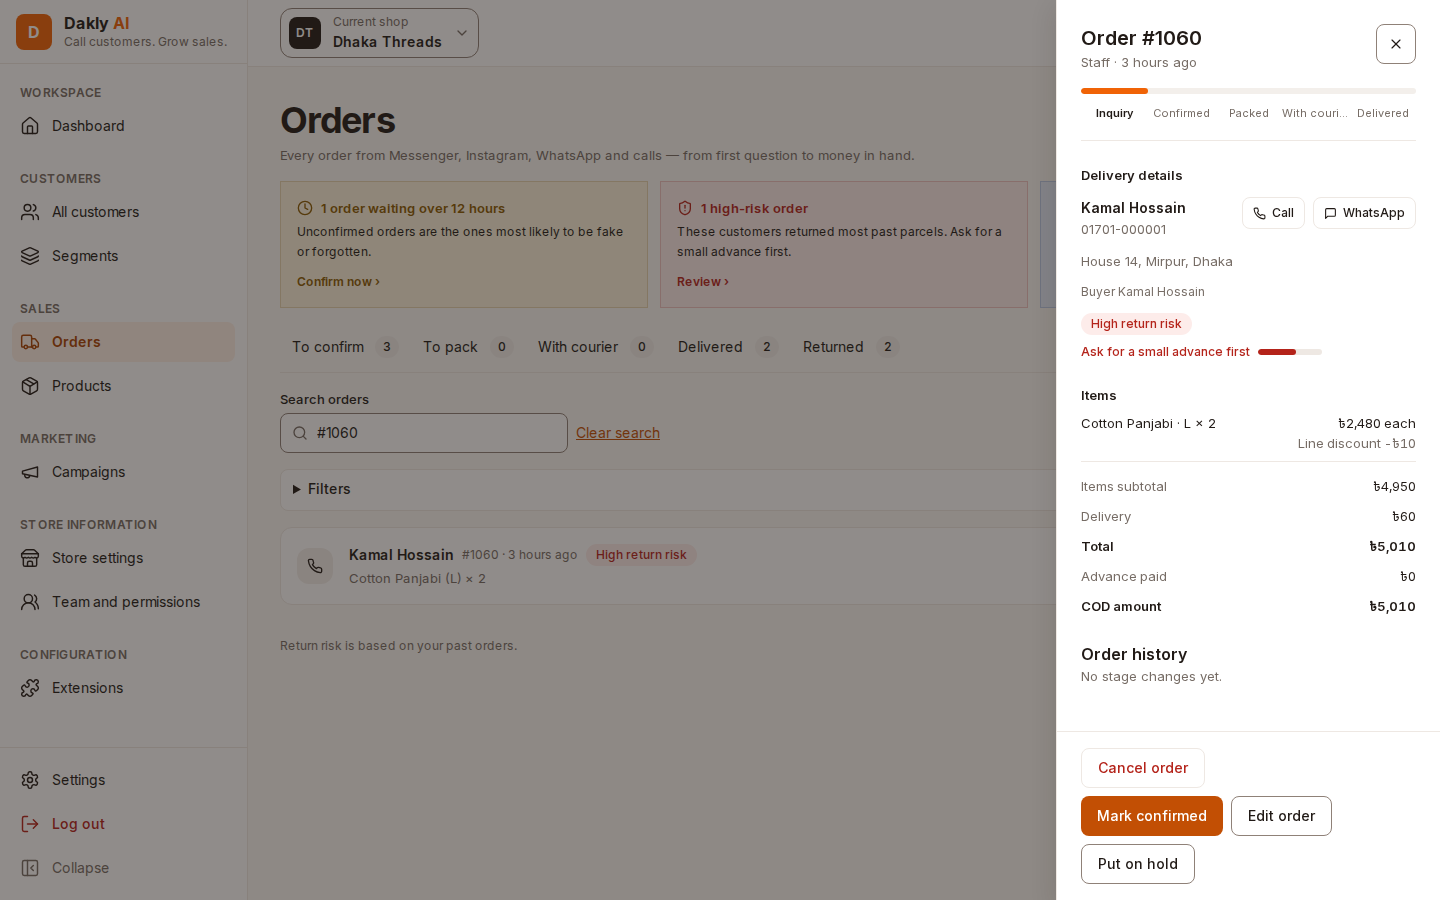 D
Dakly AI
Call customers. Grow sales.
WORKSPACE
Dashboard
CUSTOMERS
All customers
Segments
SALES
Orders
Products
MARKETING
Campaigns
STORE INFORMATION
Store settings
Team and permissions
CONFIGURATION
Extensions
Settings
Log out
Collapse
DT
Current shop
Dhaka Threads
Orders
Every order from Messenger, Instagram, WhatsApp and calls — from first question to money in hand.
1 order waiting over 12 hours
Unconfirmed orders are the ones most likely to be fake
or forgotten.
Confirm now ›
1 high-risk order
These customers returned most past parcels. Ask for a
small advance first.
Review ›
To confirm 3 To pack 0 With courier 0 Delivered 2 Returned 2
Search orders
#1060
Clear search
Filters
Kamal Hossain #1060 · 3 hours ago High return risk
Cotton Panjabi (L) × 2
Return risk is based on your past orders.
Order #1060
Staff · 3 hours ago
Inquiry Confirmed Packed With couri... Delivered
Delivery details
Kamal Hossain
01701-000001
Call
WhatsApp
House 14, Mirpur, Dhaka
Buyer Kamal Hossain
High return risk
Ask for a small advance first
Items
Cotton Panjabi · L × 2 ৳2,480 each
Line discount -৳10
Items subtotal ৳4,950
Delivery ৳60
Total ৳5,010
Advance paid ৳0
COD amount ৳5,010
Order history
No stage changes yet.
Cancel order
Mark confirmed
Edit order
Put on hold